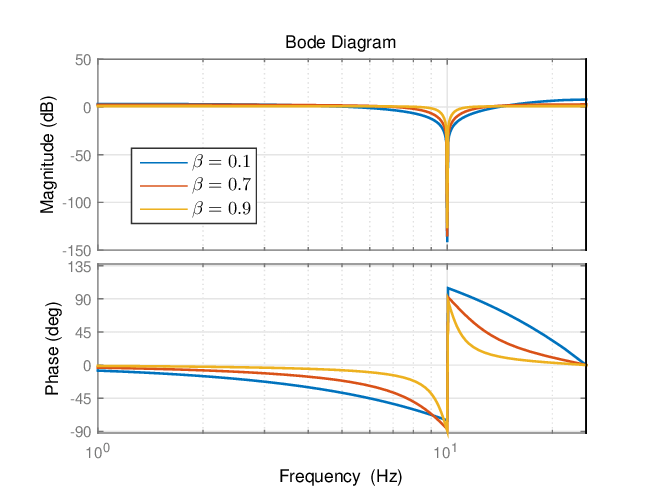 Bode Diagram
Magnitude (dB)
50
0
-50
-100
-150
β = 0.1
β = 0.7
β = 0.9
Phase (deg)
135
90
45
0
-45
-90
10^0
10^1
Frequency (Hz)